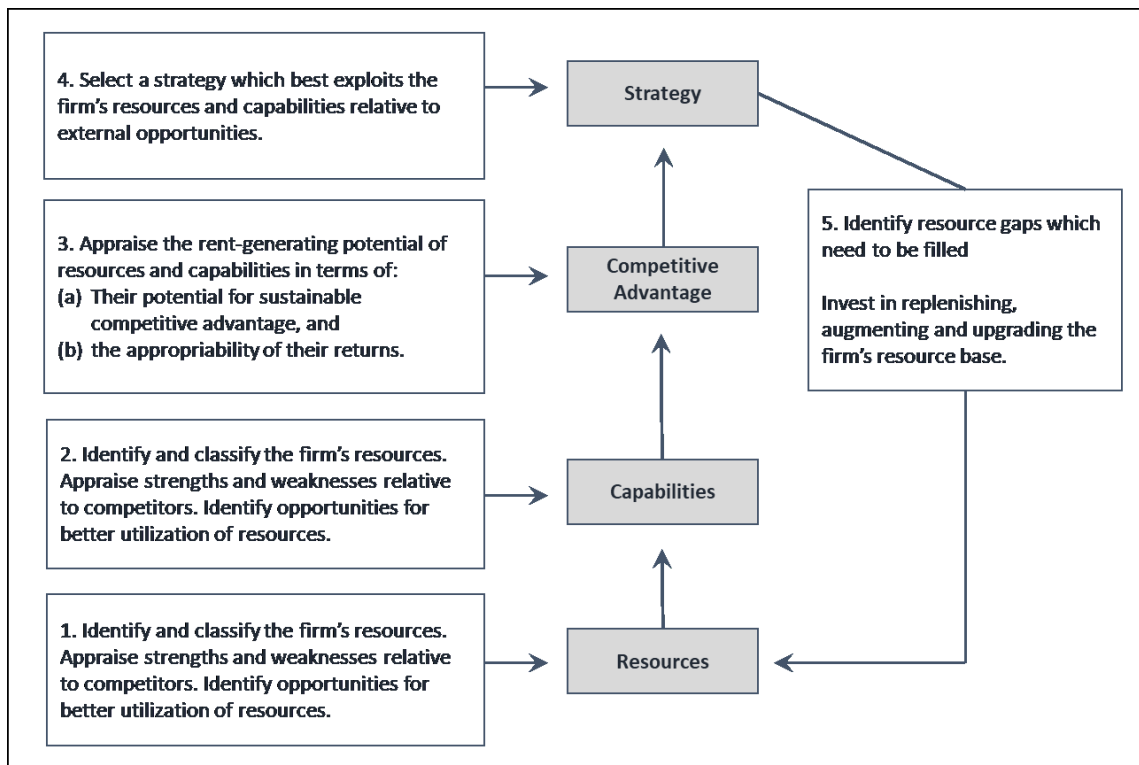 4. Select a strategy which best exploits the
firm's resources and capabilities relative to
external opportunities.
Strategy
3. Appraise the rent-generating potential of
resources and capabilities in terms of:
(a) Their potential for sustainable
competitive advantage, and
(b) the appropriability of their returns.
Competitive
Advantage
5. Identify resource gaps which
need to be filled
Invest in replenishing,
augmenting and upgrading the
firm's resource base.
2. Identify and classify the firm's resources.
Appraise strengths and weaknesses relative
to competitors. Identify opportunities for
better utilization of resources.
Capabilities
1. Identify and classify the firm's resources.
Appraise strengths and weaknesses relative
to competitors. Identify opportunities for
better utilization of resources.
Resources